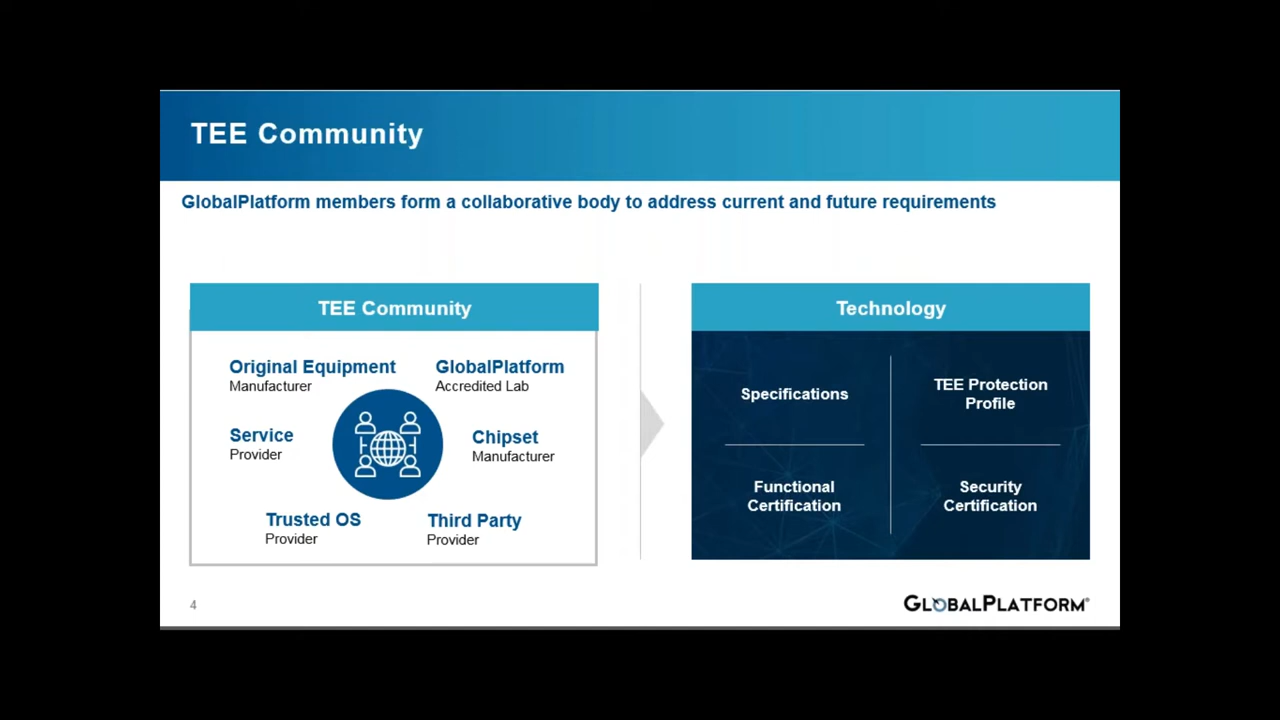 TEE Community
GlobalPlatform members form a collaborative body to address current and future requirements
TEE Community
Original Equipment
Manufacturer
GlobalPlatform
Accredited Lab
Service
Provider
Chipset
Manufacturer
Trusted OS
Provider
Third Party
Provider
Technology
Specifications
TEE Protection
Profile
Functional
Certification
Security
Certification
4
GLOBALPLATFORM®